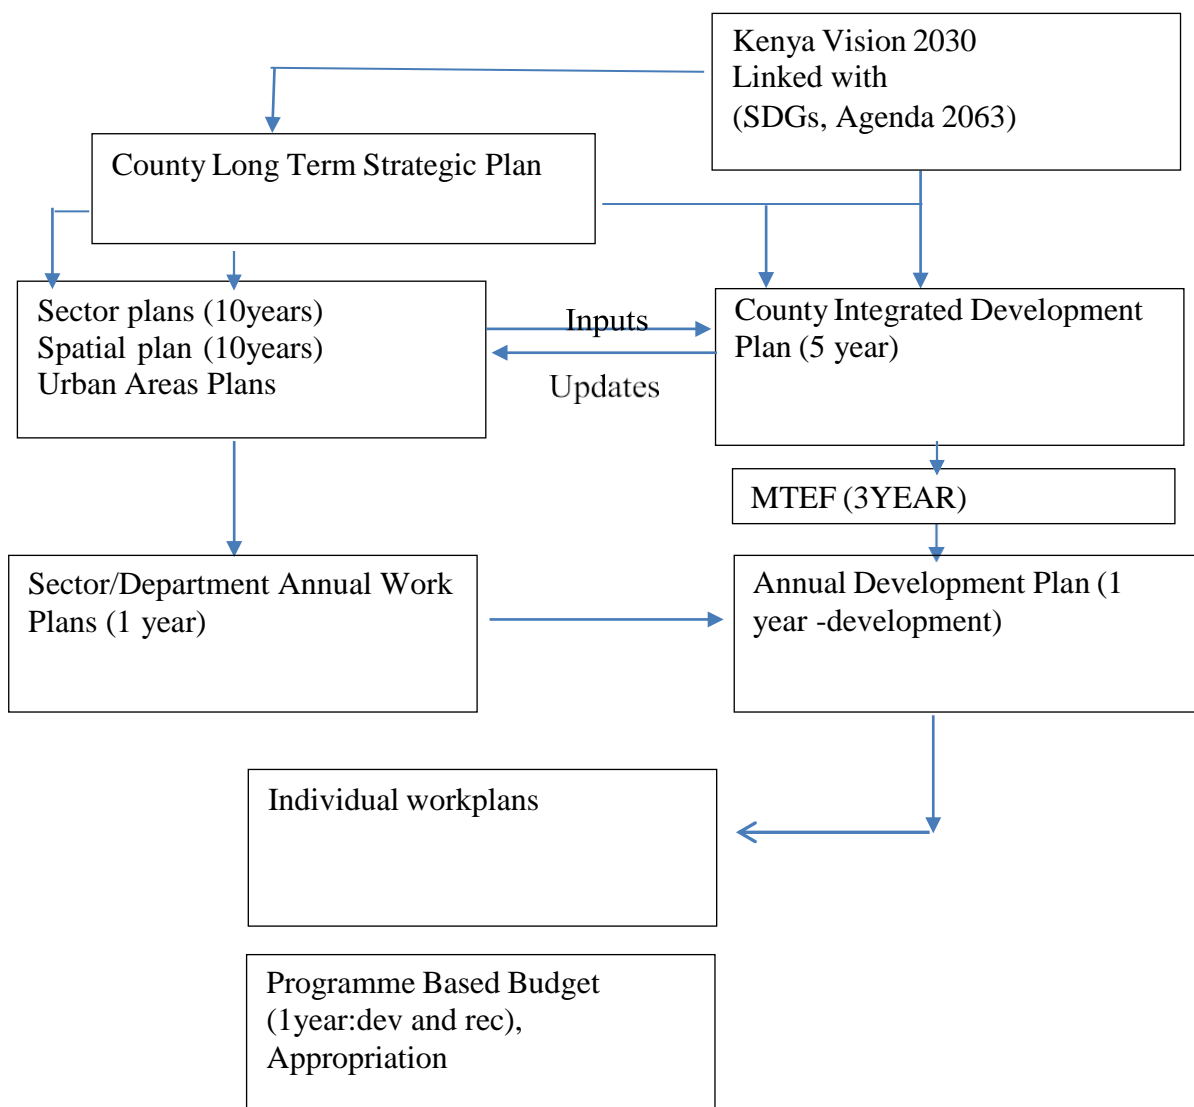 Kenya Vision 2030
Linked with
(SDGs, Agenda 2063)
County Long Term Strategic Plan
Sector plans (10years)
Spatial plan (10years)
Urban Areas Plans
Inputs
Updates
County Integrated Development
Plan (5 year)
MTEF (3YEAR)
Sector/Department Annual Work
Plans (1 year)
Annual Development Plan (1
year -development)
Individual workplans
Programme Based Budget
(1year:dev and rec),
Appropriation